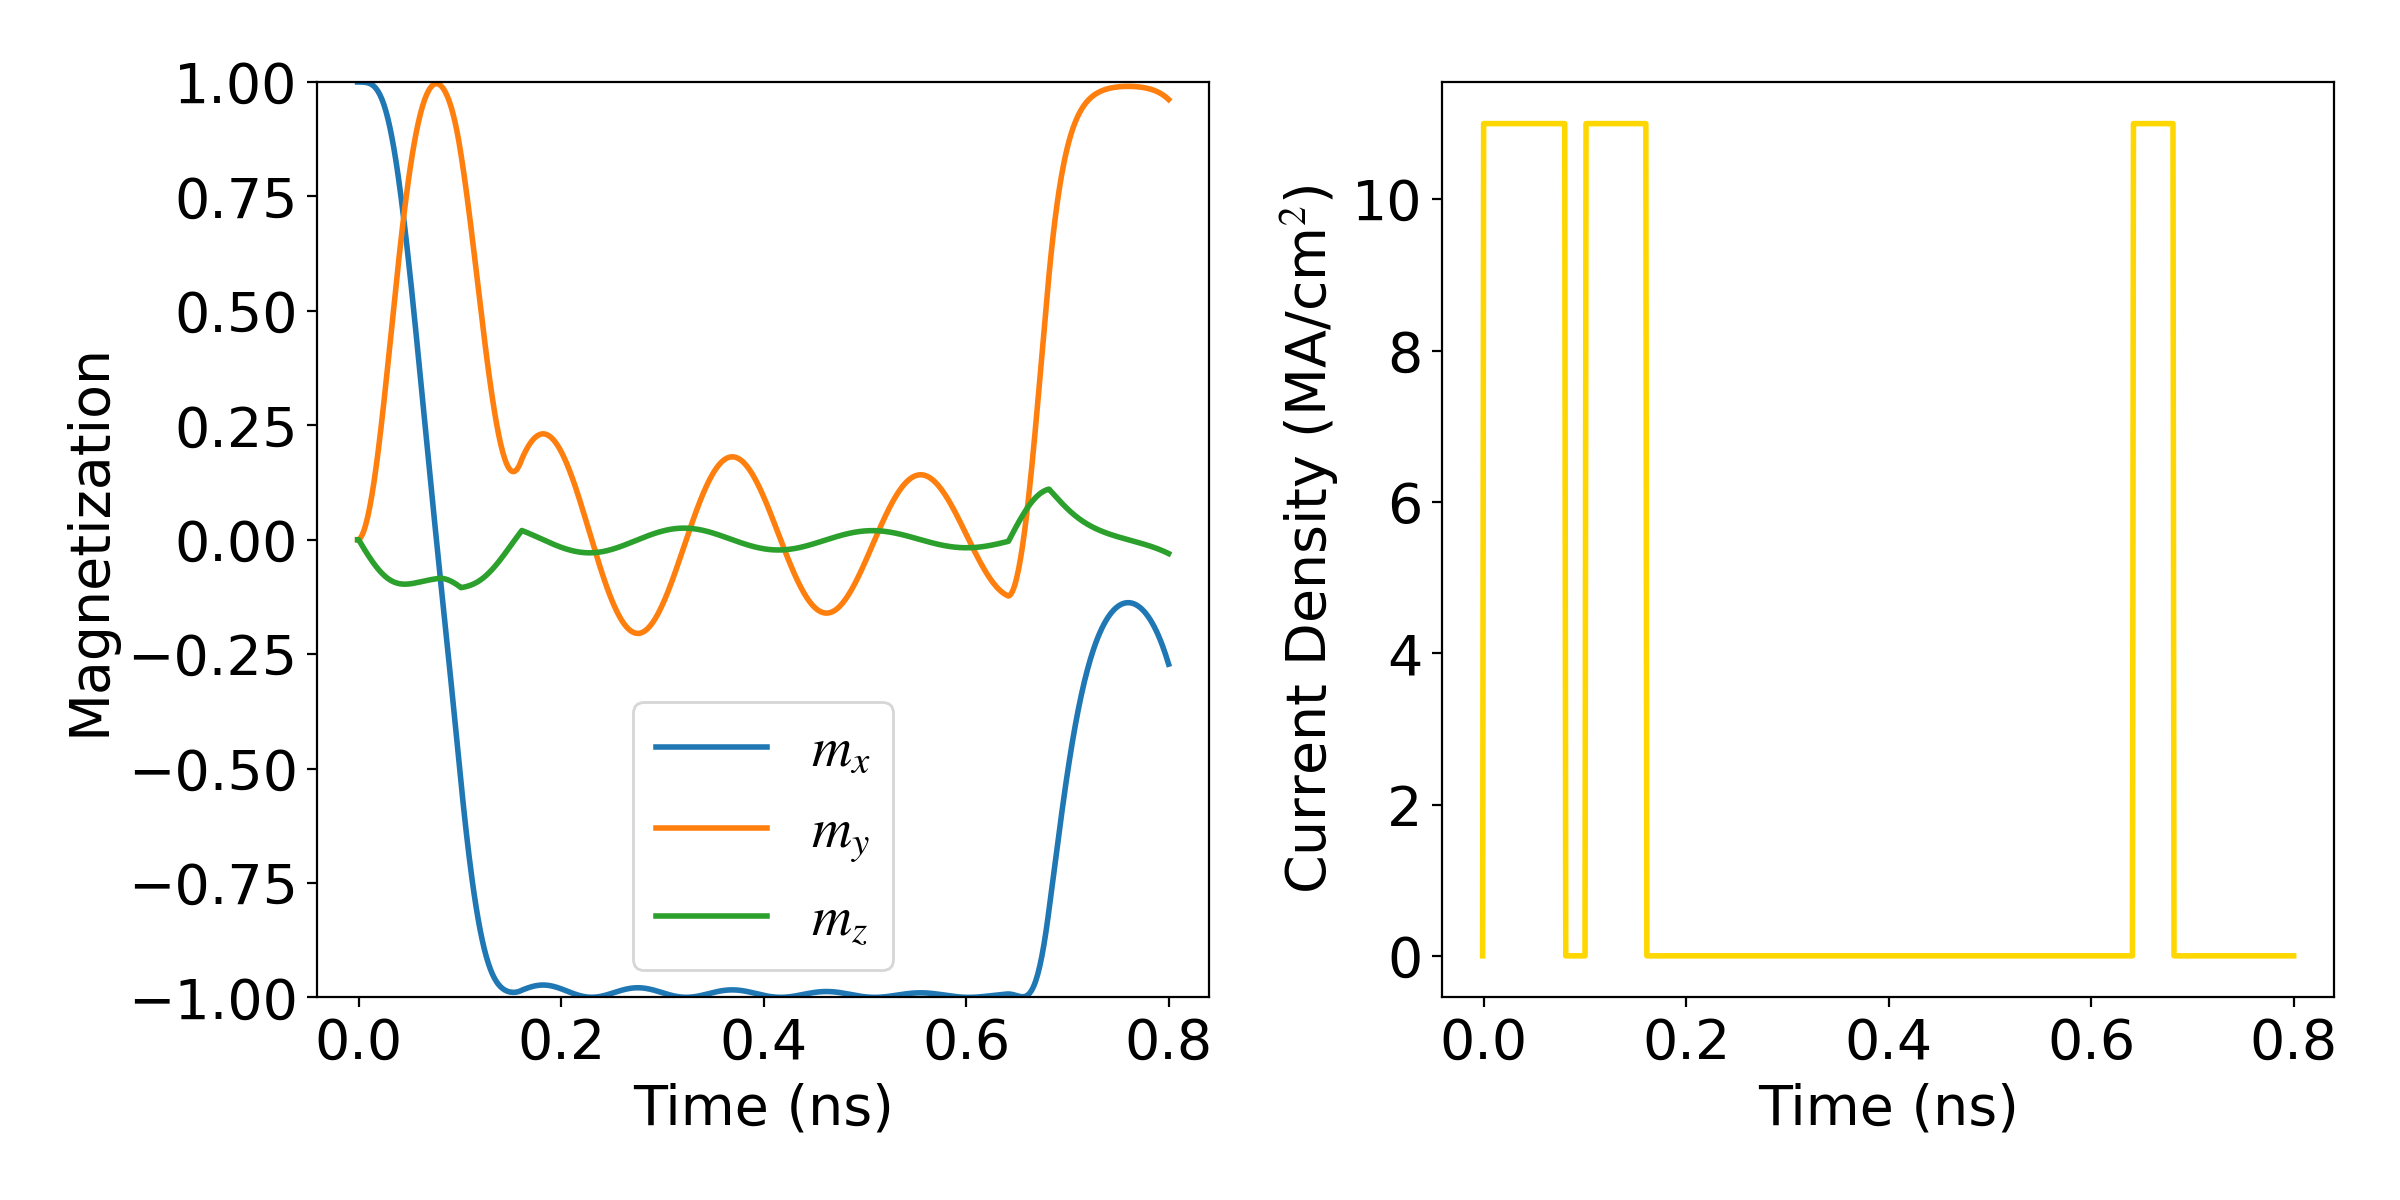 Magnetization
1.00
0.75
0.50
0.25
0.00
−0.25
−0.50
−0.75
−1.00
0.0 0.2 0.4 0.6 0.8
Time (ns)
m_x
m_y
m_z
Current Density (MA/cm²)
10
8
6
4
2
0
0.0 0.2 0.4 0.6 0.8
Time (ns)